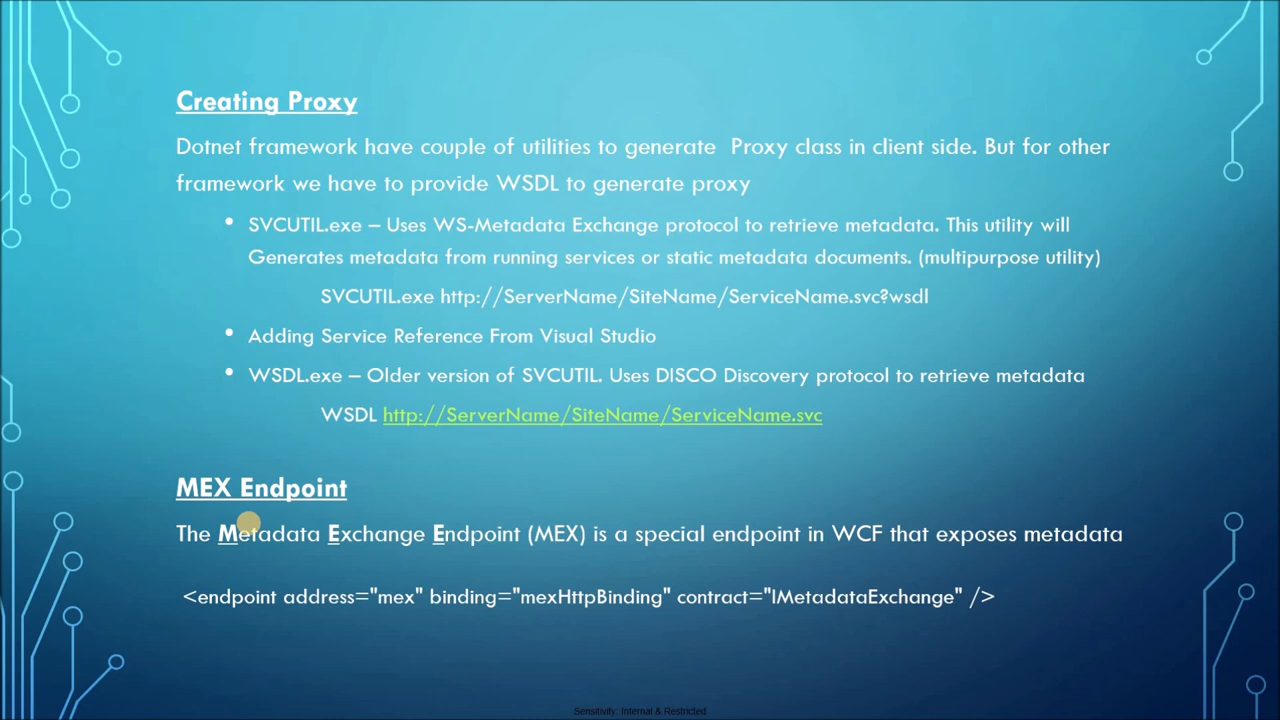 Creating Proxy
Dotnet framework have couple of utilities to generate Proxy class in client side. But for other
framework we have to provide WSDL to generate proxy
• SVCUTIL.exe – Uses WS-Metadata Exchange protocol to retrieve metadata. This utility will
Generates metadata from running services or static metadata documents. (multipurpose utility)
SVCUTIL.exe http://ServerName/SiteName/ServiceName.svc?wsdl
• Adding Service Reference From Visual Studio
• WSDL.exe – Older version of SVCUTIL. Uses DISCO Discovery protocol to retrieve metadata
WSDL http://ServerName/SiteName/ServiceName.svc
MEX Endpoint
The Metadata Exchange Endpoint (MEX) is a special endpoint in WCF that exposes metadata
<endpoint address="mex" binding="mexHttpBinding" contract="IMetadataExchange" />
Sensitivity: Internal & Restricted